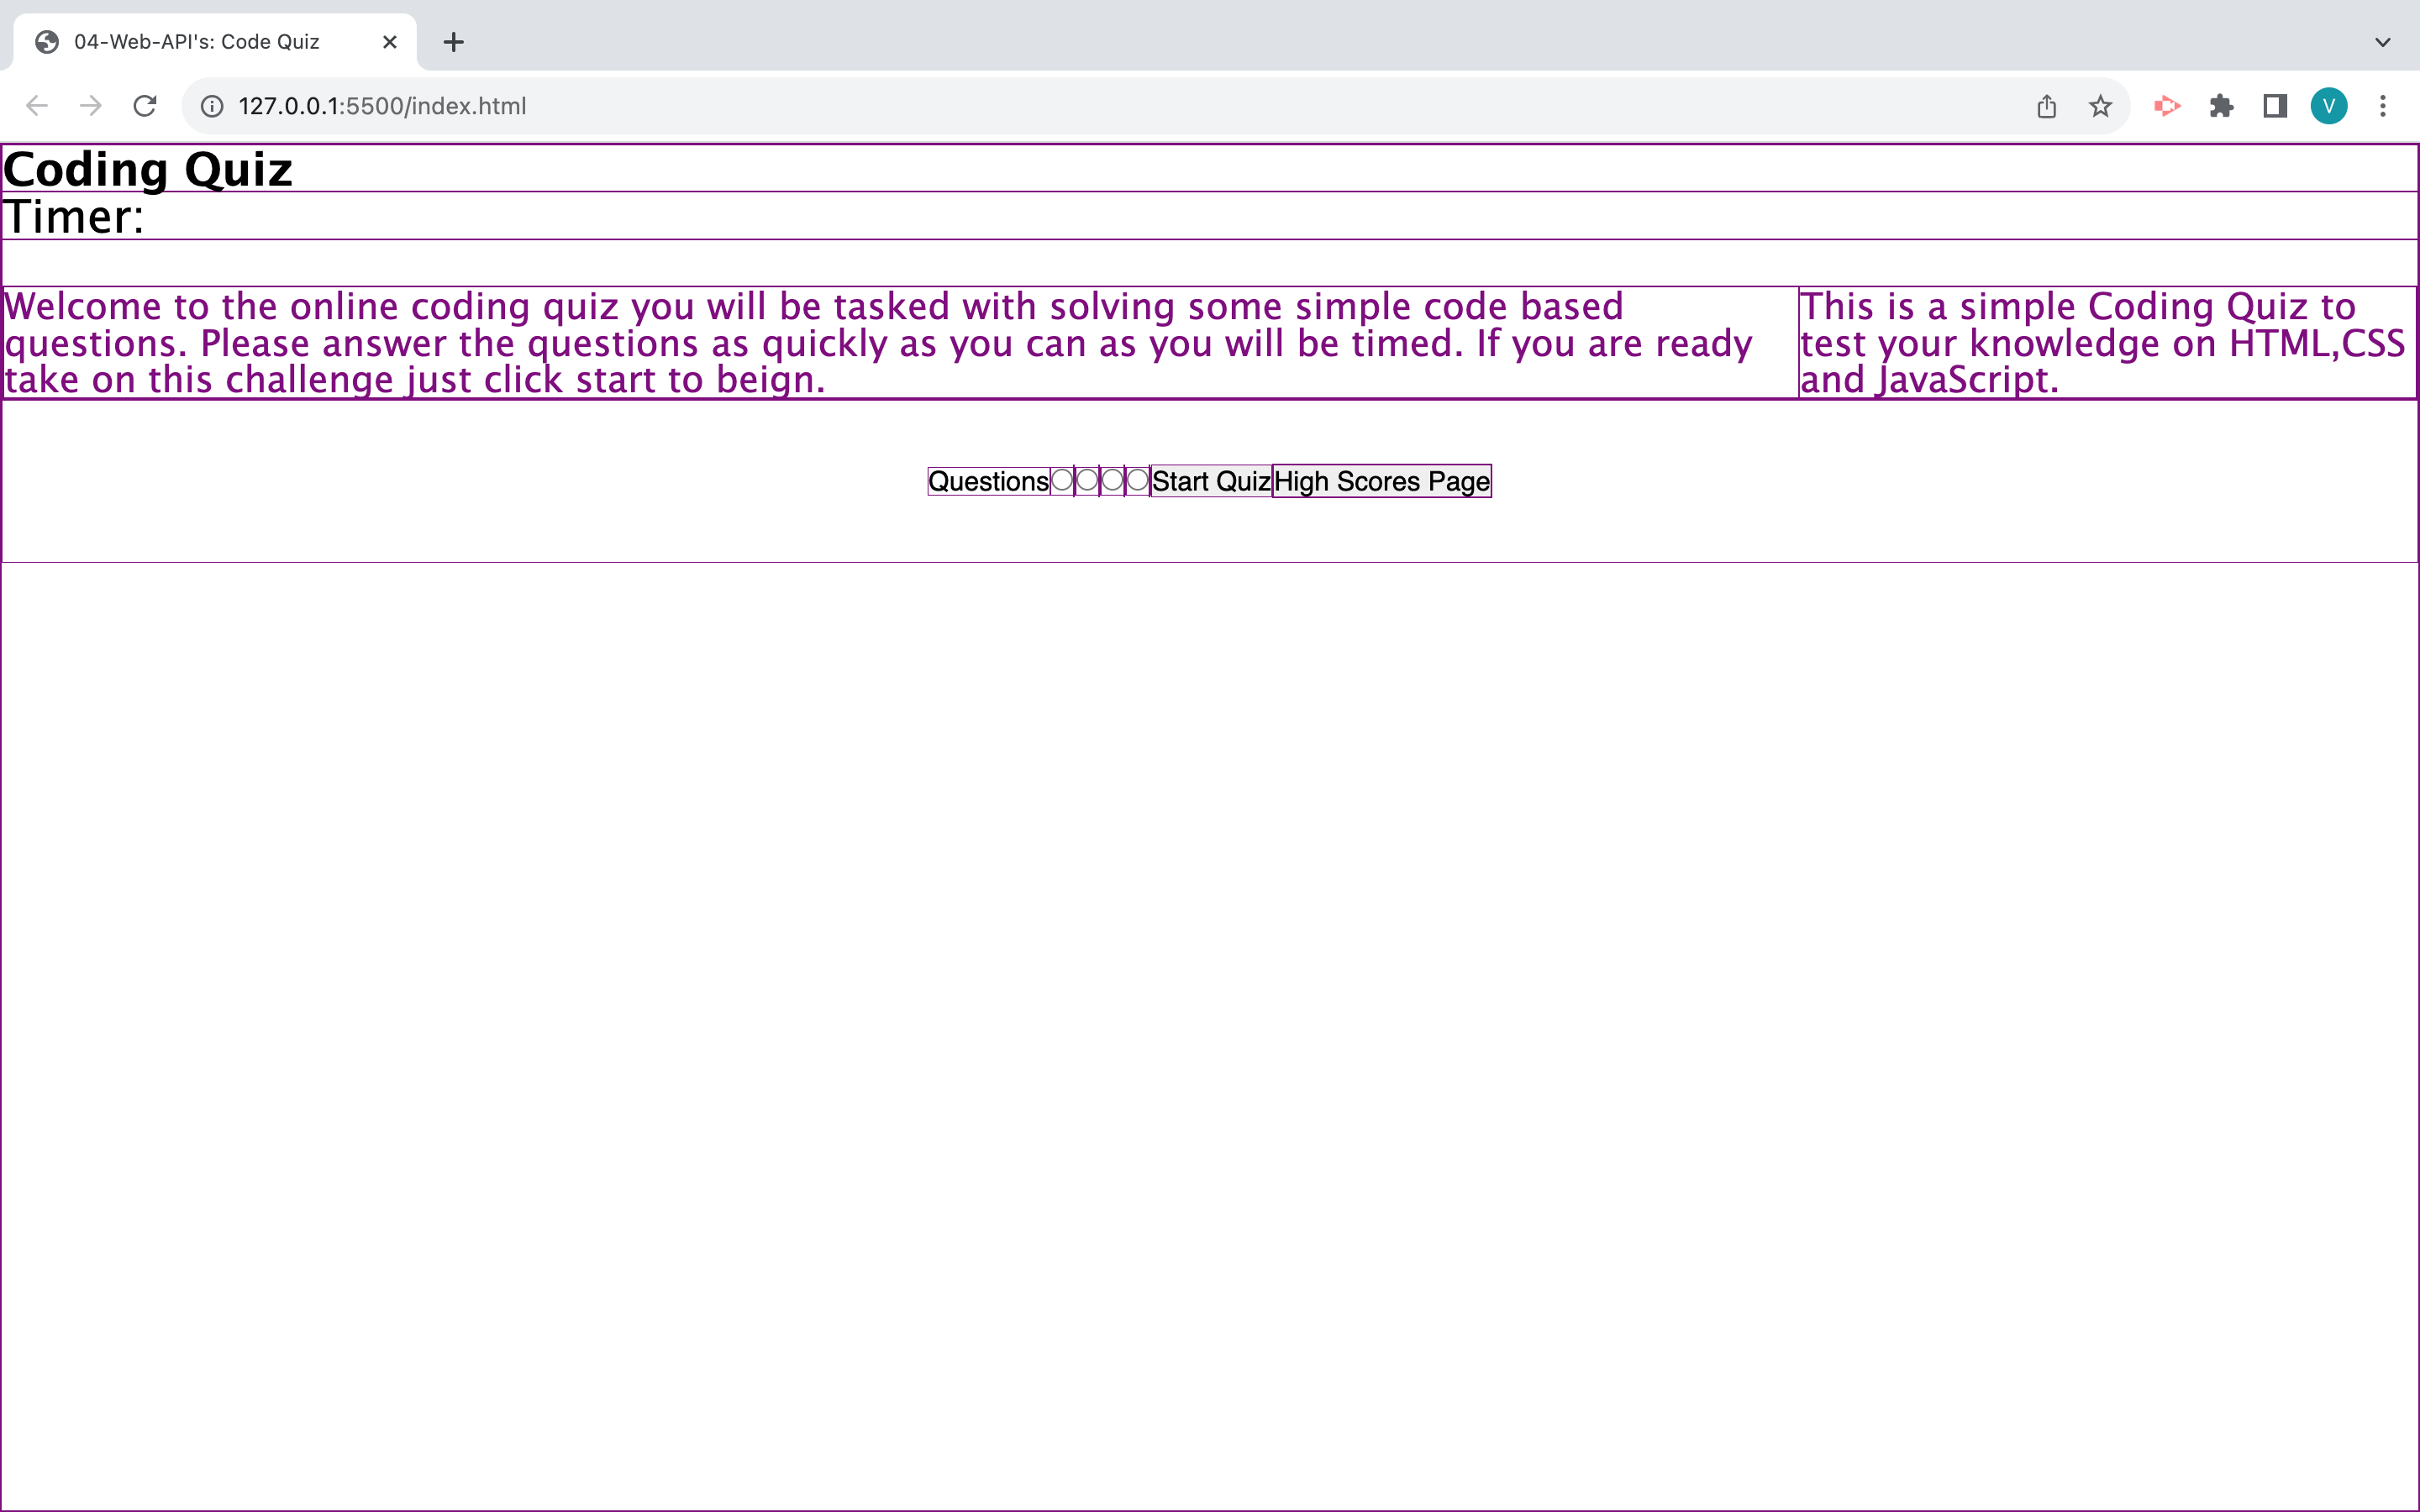 04-Web-API's: Code Quiz
127.0.0.1:5500/index.html
V
Coding Quiz
Timer:
Welcome to the online coding quiz you will be tasked with solving some simple code based
questions. Please answer the questions as quickly as you can as you will be timed. If you are ready
take on this challenge just click start to beign.
This is a simple Coding Quiz to
test your knowledge on HTML,CSS
and JavaScript.
Questions Start Quiz High Scores Page